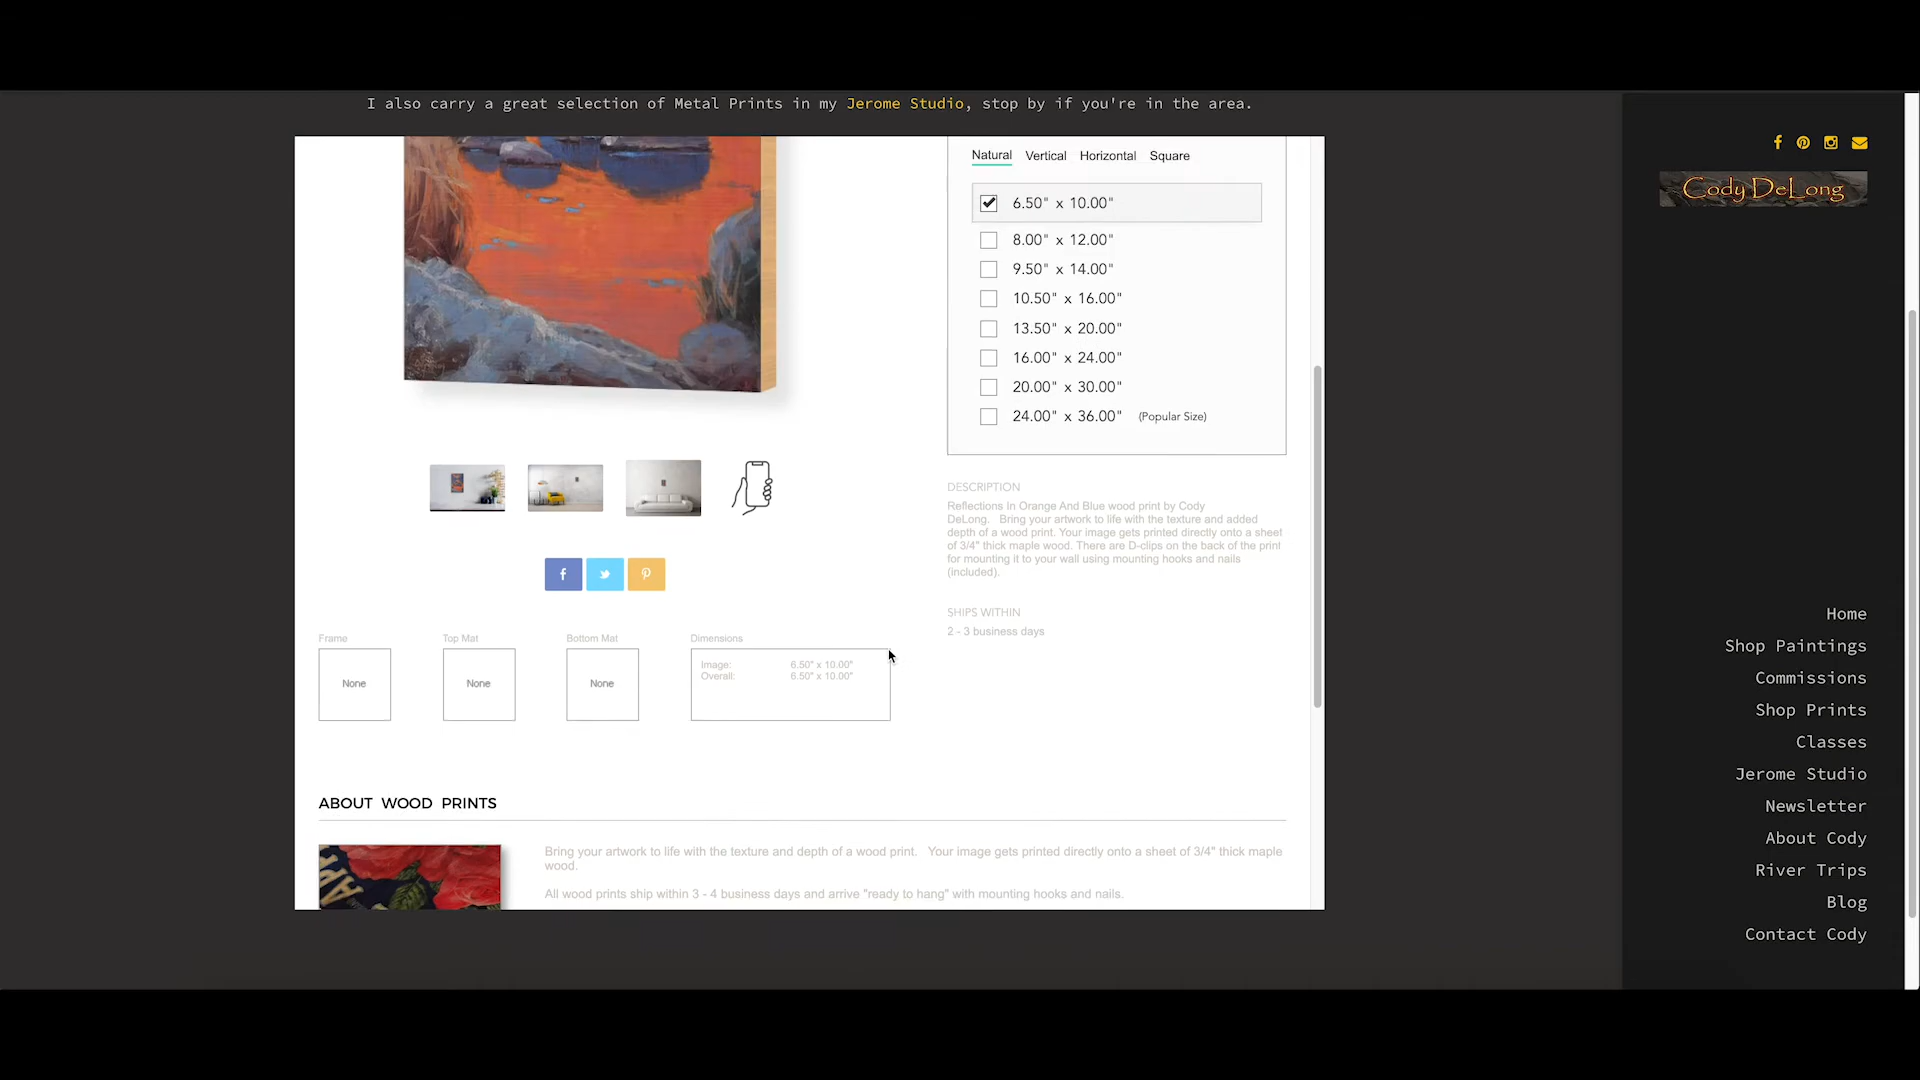 I also carry a great selection of Metal Prints in my Jerome Studio, stop by if you're in the area.
Natural Vertical Horizontal Square
6.50" x 10.00"
8.00" x 12.00"
9.50" x 14.00"
10.50" x 16.00"
13.50" x 20.00"
16.00" x 24.00"
20.00" x 30.00"
24.00" x 36.00" (Popular Size)
DESCRIPTION
Reflections In Orange And Blue wood print by Cody
DeLong. Bring your artwork to life with the texture and added
depth of a wood print. Your image gets printed directly onto a sheet
of 3/4" thick maple wood. There are D-clips on the back of the print
for mounting it to your wall using mounting hooks and nails
(included).
SHIPS WITHIN
2 - 3 business days
Frame
None
Top Mat
None
Bottom Mat
None
Dimensions
Image: 6.50" x 10.00"
Overall: 6.50" x 10.00"
ABOUT WOOD PRINTS
Bring your artwork to life with the texture and depth of a wood print. Your image gets printed directly onto a sheet of 3/4" thick maple
wood.
All wood prints ship within 3 - 4 business days and arrive "ready to hang" with mounting hooks and nails.
Cody DeLong
Home
Shop Paintings
Commissions
Shop Prints
Classes
Jerome Studio
Newsletter
About Cody
River Trips
Blog
Contact Cody